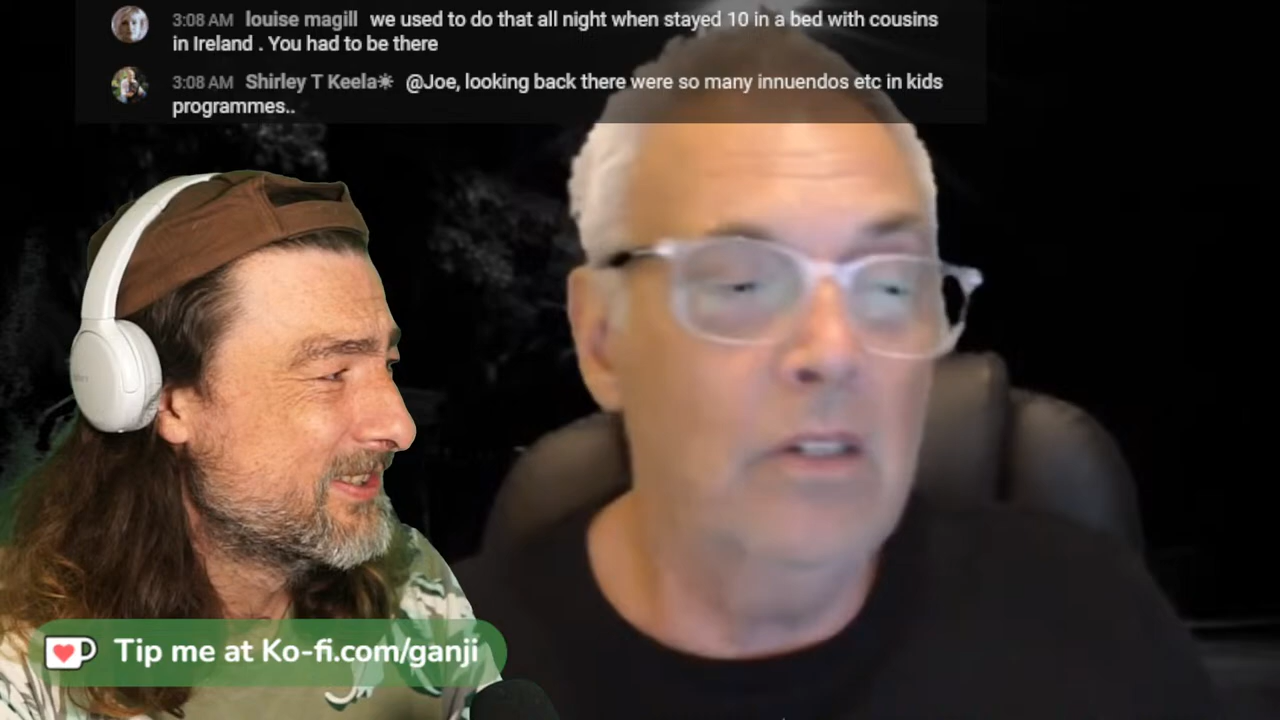 3:08 AM louise magill we used to do that all night when stayed 10 in a bed with cousins
in Ireland . You had to be there
3:08 AM Shirley T Keela☀ @Joe, looking back there were so many innuendos etc in kids
programmes..
Tip me at Ko-fi.com/ganji